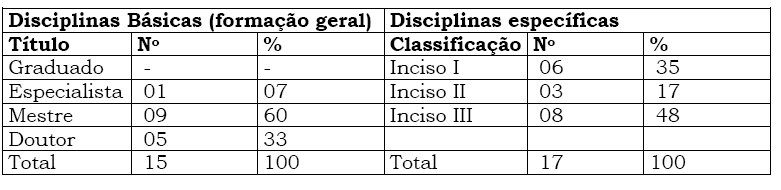 Disciplinas Básicas (formação geral) Disciplinas específicas
Título Nº % Classificação Nº %
Graduado - - Inciso I 06 35
Especialista 01 07 Inciso II 03 17
Mestre 09 60 Inciso III 08 48
Doutor 05 33
Total 15 100 Total 17 100